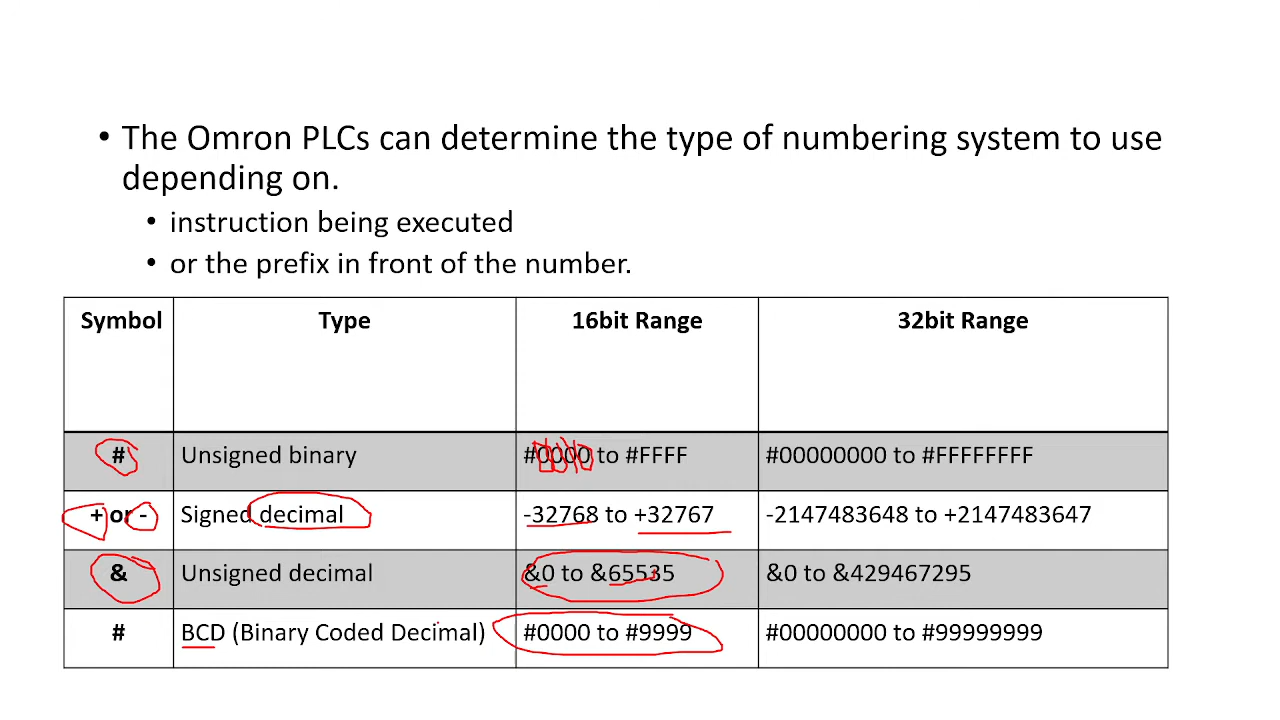 • The Omron PLCs can determine the type of numbering system to use
depending on.
• instruction being executed
• or the prefix in front of the number.
Symbol Type 16bit Range 32bit Range
# Unsigned binary #0000 to #FFFF #00000000 to #FFFFFFFF
+ or - Signed decimal -32768 to +32767 -2147483648 to +2147483647
& Unsigned decimal &0 to &65535 &0 to &429467295
# BCD (Binary Coded Decimal) #0000 to #9999 #00000000 to #99999999